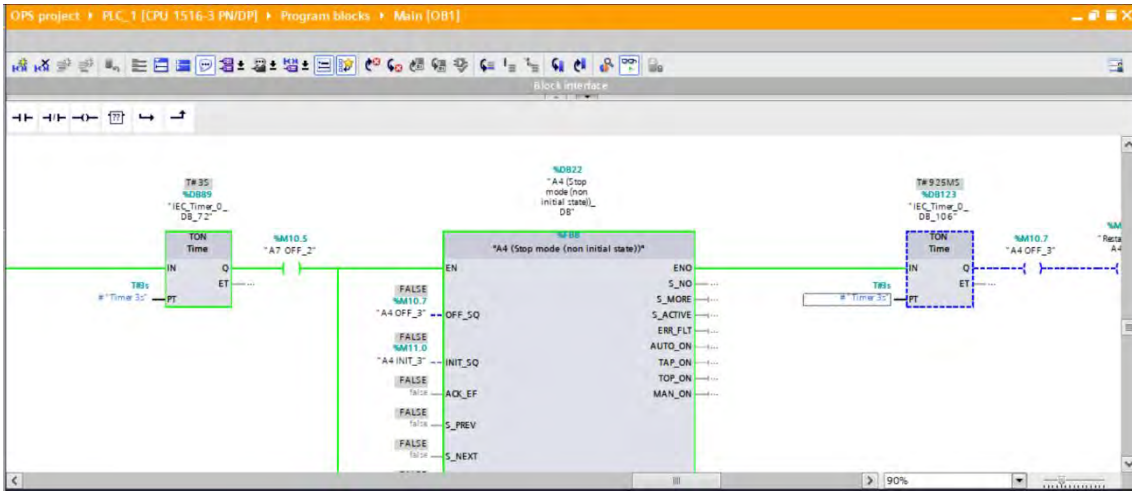 OPS project ▸ PLC_1 [CPU 1516-3 PN/DP] ▸ Program blocks ▸ Main [OB1]
Block interface
T#3S
%DB89
"IEC_Timer_0_
DB_72"
TON
Time
IN
Q
ET
T#3s
#"Timer 3s"
PT
%M10.5
"A7 OFF_2"
%DB22
"A4 (Stop
mode (non
initial state))_
DB"
%FB8
"A4 (Stop mode (non initial state))"
EN
ENO
S_NO
S_MORE
S_ACTIVE
ERR_FLT
AUTO_ON
TAP_ON
TOP_ON
MAN_ON
FALSE
%M10.7
"A4 OFF_3"
OFF_SQ
FALSE
%M11.0
"A4 INIT_3"
INIT_SQ
FALSE
false
ACK_EF
FALSE
false
S_PREV
FALSE
false
S_NEXT
T#925MS
%DB123
"IEC_Timer_0_
DB_106"
TON
Time
IN
Q
ET
T#3s
#"Timer 3s"
PT
%M10.7
"A4 OFF_3"
%M
"Resta
A4
90%